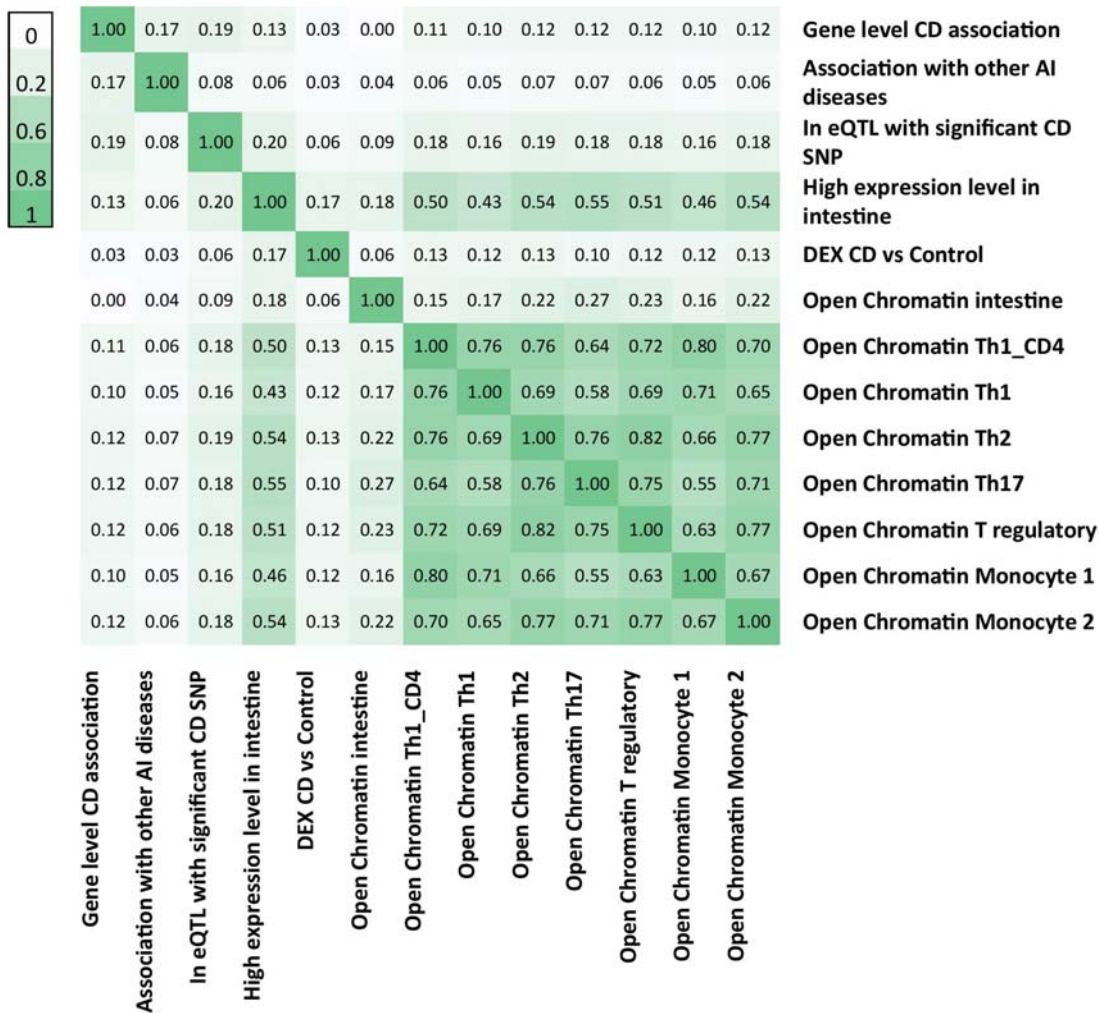 0
0.2
0.6
0.8
1
1.00 0.17 0.19 0.13 0.03 0.00 0.11 0.10 0.12 0.12 0.12 0.10 0.12 Gene level CD association
0.17 1.00 0.08 0.06 0.03 0.04 0.06 0.05 0.07 0.07 0.06 0.05 0.06 Association with other AI
diseases
0.19 0.08 1.00 0.20 0.06 0.09 0.18 0.16 0.19 0.18 0.18 0.16 0.18 In eQTL with significant CD
SNP
0.13 0.06 0.20 1.00 0.17 0.18 0.50 0.43 0.54 0.55 0.51 0.46 0.54 High expression level in
intestine
0.03 0.03 0.06 0.17 1.00 0.06 0.13 0.12 0.13 0.10 0.12 0.12 0.13 DEX CD vs Control
0.00 0.04 0.09 0.18 0.06 1.00 0.15 0.17 0.22 0.27 0.23 0.16 0.22 Open Chromatin intestine
0.11 0.06 0.18 0.50 0.13 0.15 1.00 0.76 0.76 0.64 0.72 0.80 0.70 Open Chromatin Th1_CD4
0.10 0.05 0.16 0.43 0.12 0.17 0.76 1.00 0.69 0.58 0.69 0.71 0.65 Open Chromatin Th1
0.12 0.07 0.19 0.54 0.13 0.22 0.76 0.69 1.00 0.76 0.82 0.66 0.77 Open Chromatin Th2
0.12 0.07 0.18 0.55 0.10 0.27 0.64 0.58 0.76 1.00 0.75 0.55 0.71 Open Chromatin Th17
0.12 0.06 0.18 0.51 0.12 0.23 0.72 0.69 0.82 0.75 1.00 0.63 0.77 Open Chromatin T regulatory
0.10 0.05 0.16 0.46 0.12 0.16 0.80 0.71 0.66 0.55 0.63 1.00 0.67 Open Chromatin Monocyte 1
0.12 0.06 0.18 0.54 0.13 0.22 0.70 0.65 0.77 0.71 0.77 0.67 1.00 Open Chromatin Monocyte 2
Gene level CD association
Association with other AI diseases
In eQTL with significant CD SNP
High expression level in intestine
DEX CD vs Control
Open Chromatin intestine
Open Chromatin Th1_CD4
Open Chromatin Th1
Open Chromatin Th2
Open Chromatin Th17
Open Chromatin T regulatory
Open Chromatin Monocyte 1
Open Chromatin Monocyte 2